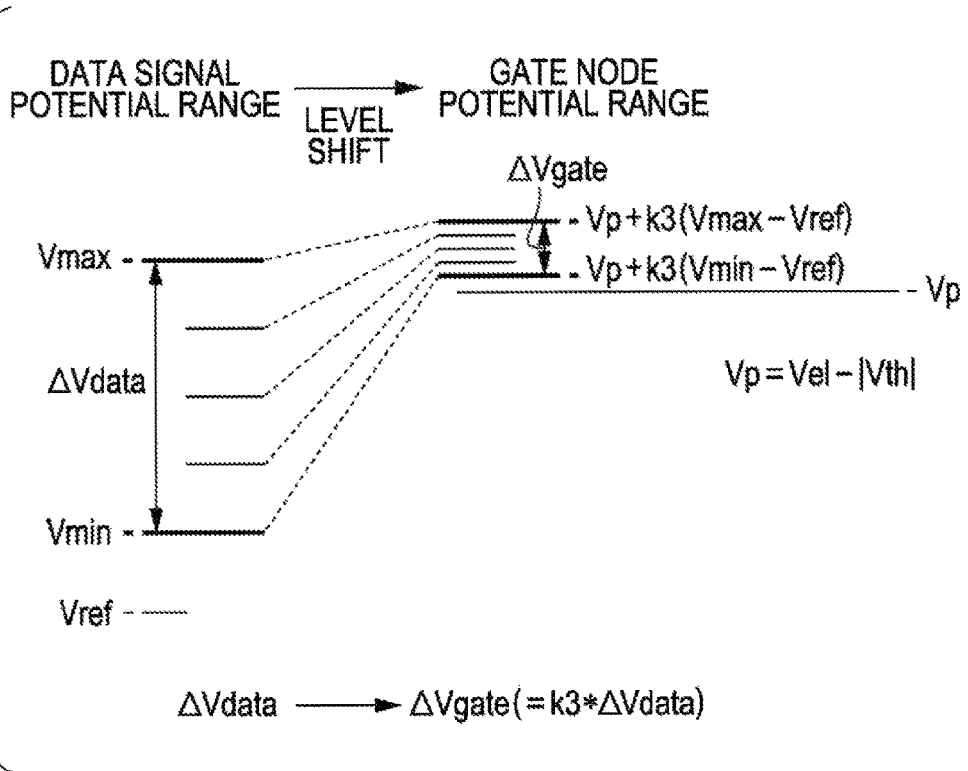 DATA SIGNAL
POTENTIAL RANGE
LEVEL
SHIFT
GATE NODE
POTENTIAL RANGE
ΔVgate
Vp+k3(Vmax−Vref)
Vmax
Vp+k3(Vmin−Vref)
Vp
ΔVdata
Vp=Vel−|Vth|
Vmin
Vref
ΔVdata
ΔVgate(=k3*ΔVdata)